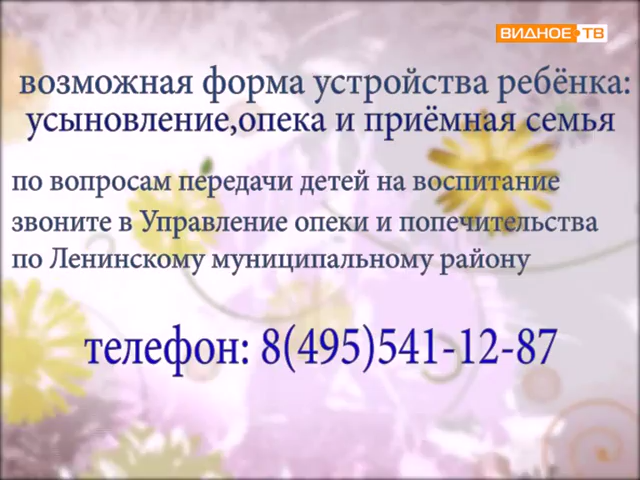 ВИДНОЕ ТВ
возможная форма устройства ребёнка:
усыновление,опека и приёмная семья
по вопросам передачи детей на воспитание
звоните в Управление опеки и попечительства
по Ленинскому муниципальному району
телефон: 8(495)541-12-87